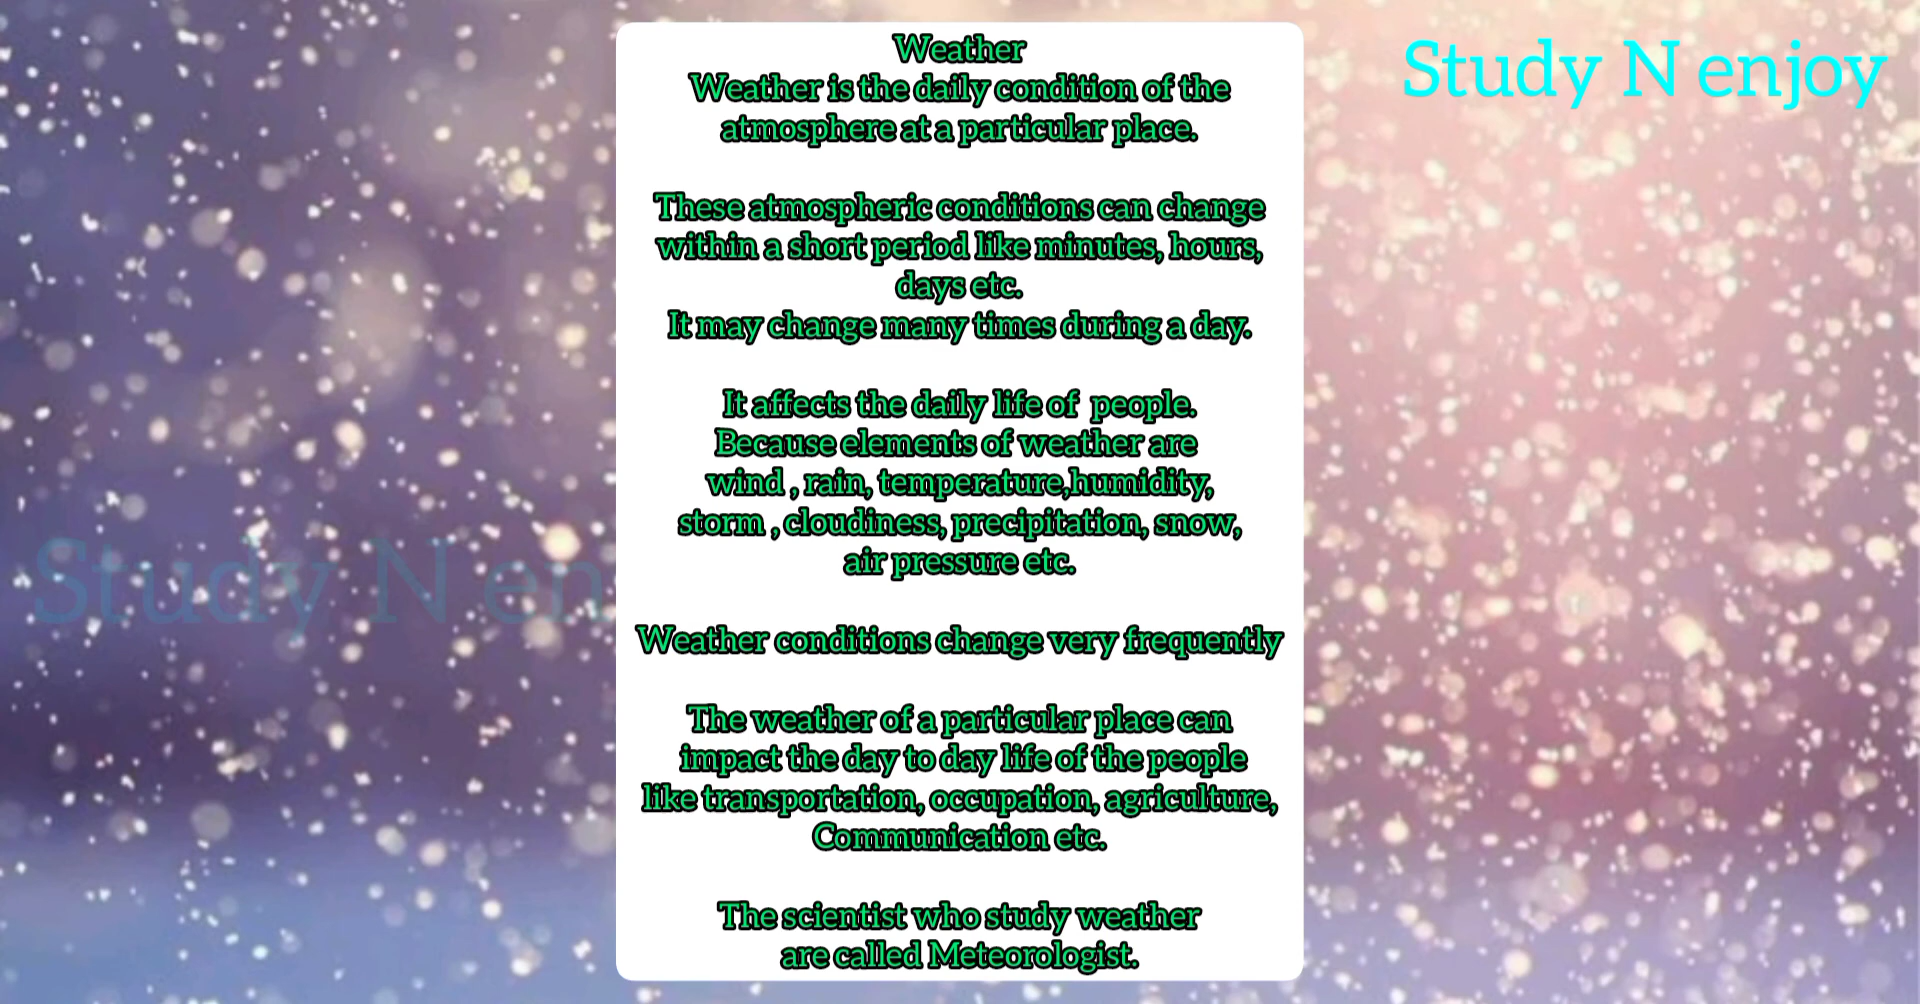 Study N enjoy
Weather
Weather is the daily condition of the
atmosphere at a particular place.
These atmospheric conditions can change
within a short period like minutes, hours,
days etc.
It may change many times during a day.
It affects the daily life of  people.
Because elements of weather are
wind , rain, temperature,humidity,
storm , cloudiness, precipitation, snow,
air pressure etc.
Weather conditions change very frequently
The weather of a particular place can
impact the day to day life of the people
like transportation, occupation, agriculture,
Communication etc.
The scientist who study weather
are called Meteorologist.
Study N en